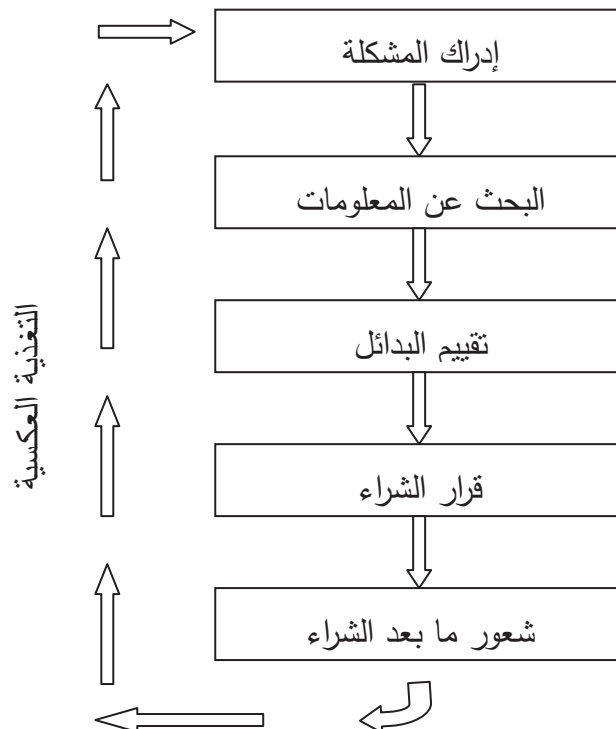 إدراك المشكلة
البحث عن المعلومات
تقييم البدائل
قرار الشراء
شعور ما بعد الشراء
التغذية العكسية